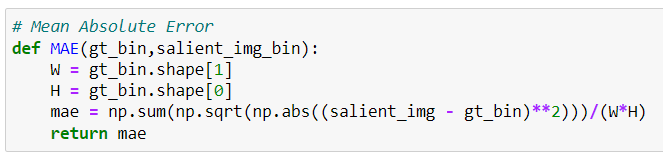 # Mean Absolute Error
def MAE(gt_bin,salient_img_bin):
    W = gt_bin.shape[1]
    H = gt_bin.shape[0]
    mae = np.sum(np.sqrt(np.abs((salient_img - gt_bin)**2)))/(W*H)
    return mae